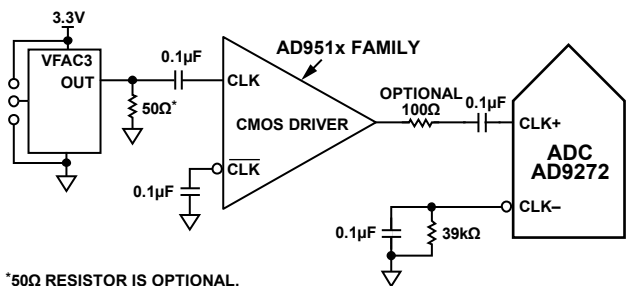 3.3V
VFAC3
OUT
50Ω*
0.1µF
AD951x FAMILY
CLK
CMOS DRIVER
CLK
0.1µF
OPTIONAL
100Ω
0.1µF
CLK+
ADC
AD9272
CLK–
0.1µF
39kΩ
*50Ω RESISTOR IS OPTIONAL.